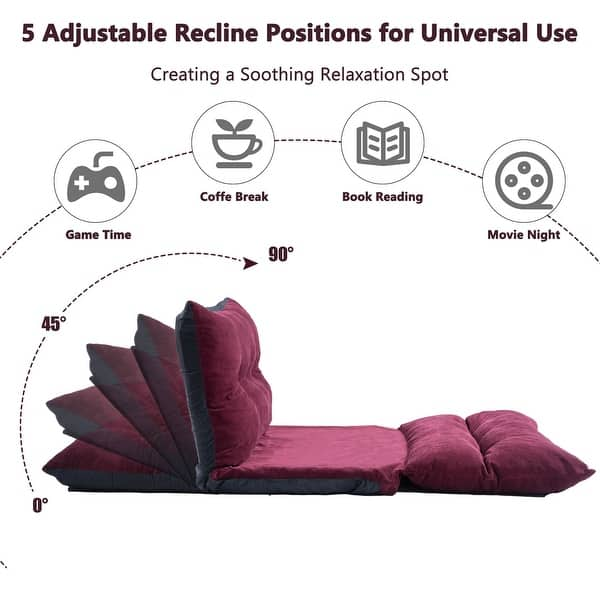 5 Adjustable Recline Positions for Universal Use
Creating a Soothing Relaxation Spot
Game Time
Coffe Break
Book Reading
Movie Night
90°
45°
0°